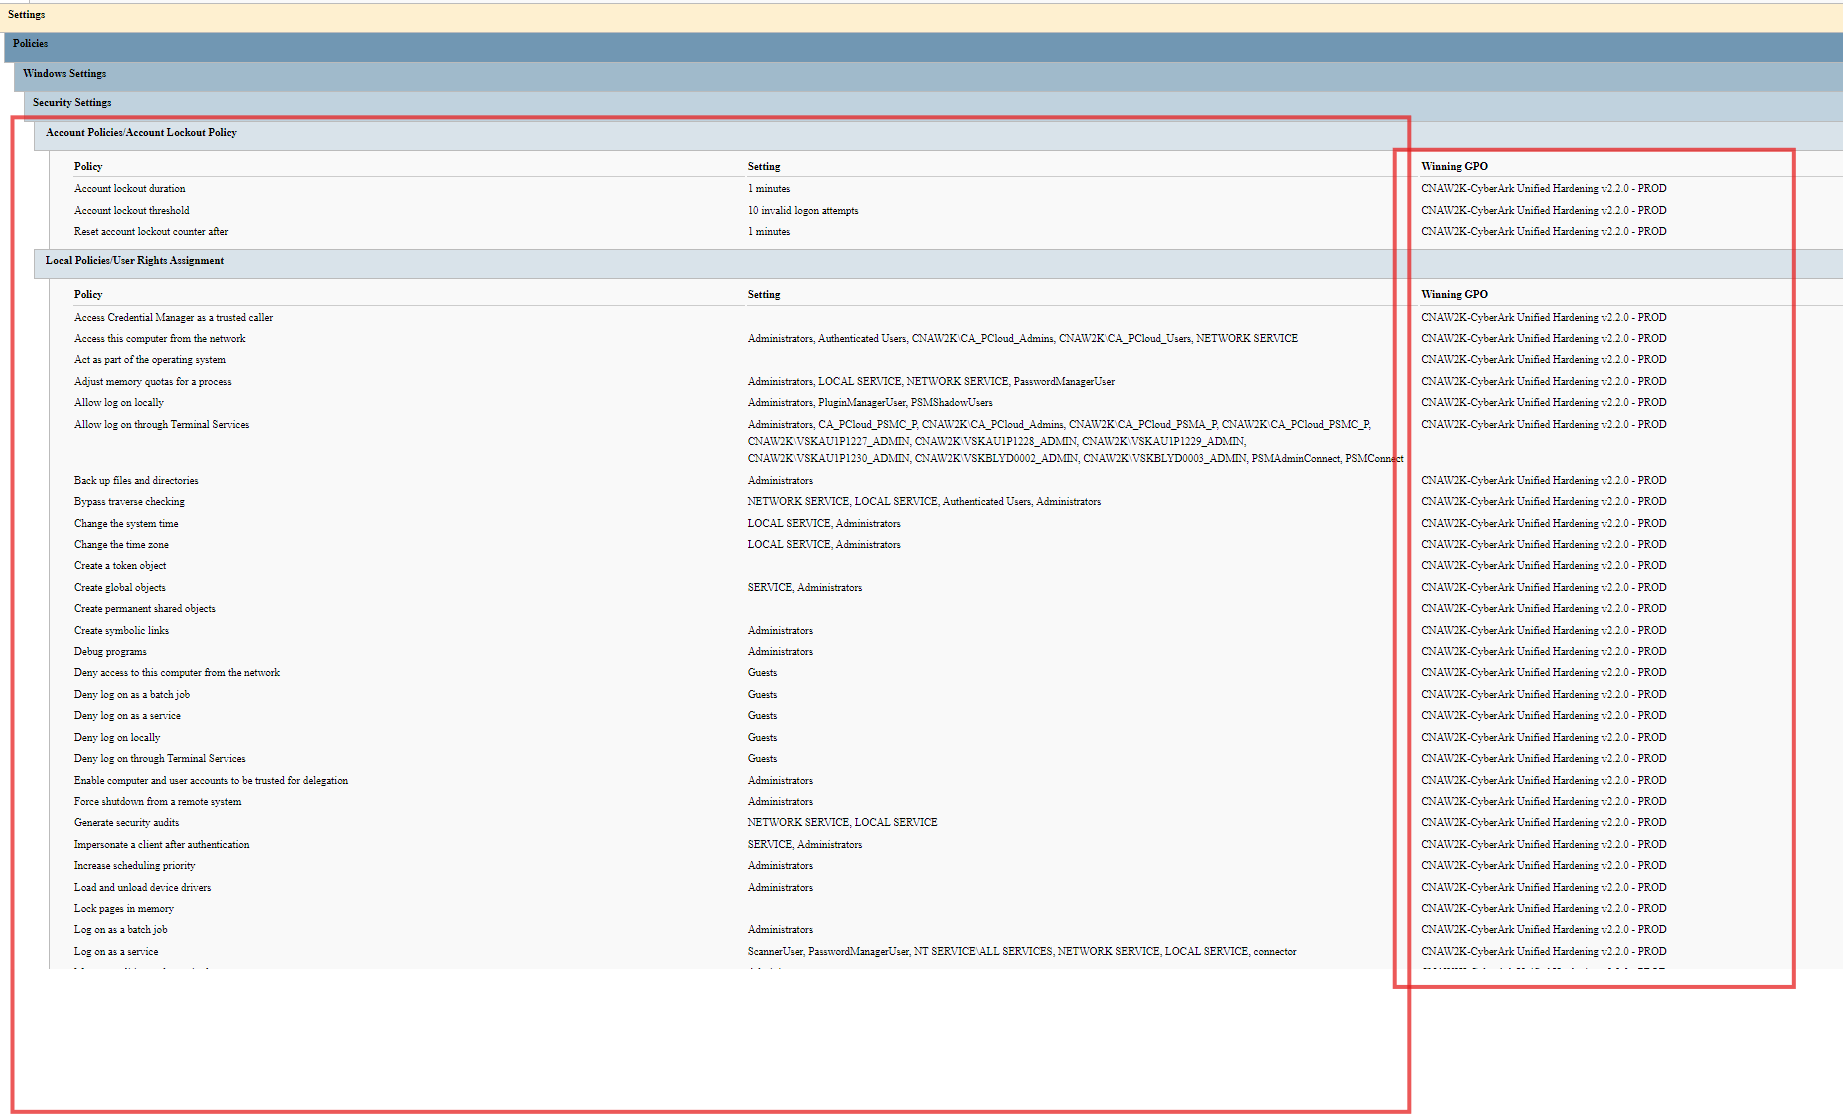 Settings
Policies
Windows Settings
Security Settings
Account Policies/Account Lockout Policy
Policy Setting Winning GPO
Account lockout duration 1 minutes CNAW2K-CyberArk Unified Hardening v2.2.0 - PROD
Account lockout threshold 10 invalid logon attempts CNAW2K-CyberArk Unified Hardening v2.2.0 - PROD
Reset account lockout counter after 1 minutes CNAW2K-CyberArk Unified Hardening v2.2.0 - PROD
Local Policies/User Rights Assignment
Policy Setting Winning GPO
Access Credential Manager as a trusted caller CNAW2K-CyberArk Unified Hardening v2.2.0 - PROD
Access this computer from the network Administrators, Authenticated Users, CNAW2K\CA_PCloud_Admins, CNAW2K\CA_PCloud_Users, NETWORK SERVICE CNAW2K-CyberArk Unified Hardening v2.2.0 - PROD
Act as part of the operating system CNAW2K-CyberArk Unified Hardening v2.2.0 - PROD
Adjust memory quotas for a process Administrators, LOCAL SERVICE, NETWORK SERVICE, PasswordManagerUser CNAW2K-CyberArk Unified Hardening v2.2.0 - PROD
Allow log on locally Administrators, PluginManagerUser, PSMShadowUsers CNAW2K-CyberArk Unified Hardening v2.2.0 - PROD
Allow log on through Terminal Services Administrators, CA_PCloud_PSMC_P, CNAW2K\CA_PCloud_Admins, CNAW2K\CA_PCloud_PSMA_P, CNAW2K\CA_PCloud_PSMC_P, CNAW2K-CyberArk Unified Hardening v2.2.0 - PROD
CNAW2K\VSKAU1P1227_ADMIN, CNAW2K\VSKAU1P1228_ADMIN, CNAW2K\VSKAU1P1229_ADMIN,
CNAW2K\VSKAU1P1230_ADMIN, CNAW2K\VSKBLYD0002_ADMIN, CNAW2K\VSKBLYD0003_ADMIN, PSMAdminConnect, PSMConnect
Back up files and directories Administrators CNAW2K-CyberArk Unified Hardening v2.2.0 - PROD
Bypass traverse checking NETWORK SERVICE, LOCAL SERVICE, Authenticated Users, Administrators CNAW2K-CyberArk Unified Hardening v2.2.0 - PROD
Change the system time LOCAL SERVICE, Administrators CNAW2K-CyberArk Unified Hardening v2.2.0 - PROD
Change the time zone LOCAL SERVICE, Administrators CNAW2K-CyberArk Unified Hardening v2.2.0 - PROD
Create a token object CNAW2K-CyberArk Unified Hardening v2.2.0 - PROD
Create global objects SERVICE, Administrators CNAW2K-CyberArk Unified Hardening v2.2.0 - PROD
Create permanent shared objects CNAW2K-CyberArk Unified Hardening v2.2.0 - PROD
Create symbolic links Administrators CNAW2K-CyberArk Unified Hardening v2.2.0 - PROD
Debug programs Administrators CNAW2K-CyberArk Unified Hardening v2.2.0 - PROD
Deny access to this computer from the network Guests CNAW2K-CyberArk Unified Hardening v2.2.0 - PROD
Deny log on as a batch job Guests CNAW2K-CyberArk Unified Hardening v2.2.0 - PROD
Deny log on as a service Guests CNAW2K-CyberArk Unified Hardening v2.2.0 - PROD
Deny log on locally Guests CNAW2K-CyberArk Unified Hardening v2.2.0 - PROD
Deny log on through Terminal Services Guests CNAW2K-CyberArk Unified Hardening v2.2.0 - PROD
Enable computer and user accounts to be trusted for delegation Administrators CNAW2K-CyberArk Unified Hardening v2.2.0 - PROD
Force shutdown from a remote system Administrators CNAW2K-CyberArk Unified Hardening v2.2.0 - PROD
Generate security audits NETWORK SERVICE, LOCAL SERVICE CNAW2K-CyberArk Unified Hardening v2.2.0 - PROD
Impersonate a client after authentication SERVICE, Administrators CNAW2K-CyberArk Unified Hardening v2.2.0 - PROD
Increase scheduling priority Administrators CNAW2K-CyberArk Unified Hardening v2.2.0 - PROD
Load and unload device drivers Administrators CNAW2K-CyberArk Unified Hardening v2.2.0 - PROD
Lock pages in memory CNAW2K-CyberArk Unified Hardening v2.2.0 - PROD
Log on as a batch job Administrators CNAW2K-CyberArk Unified Hardening v2.2.0 - PROD
Log on as a service ScannerUser, PasswordManagerUser, NT SERVICE\ALL SERVICES, NETWORK SERVICE, LOCAL SERVICE, connector CNAW2K-CyberArk Unified Hardening v2.2.0 - PROD